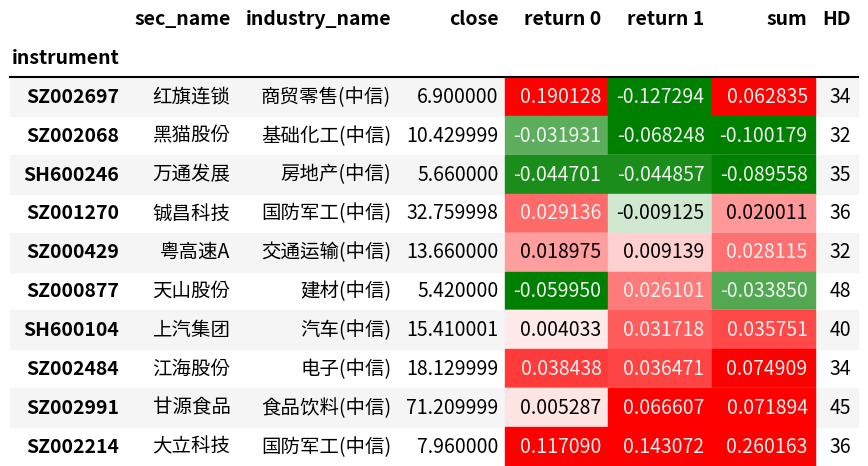 sec_name industry_name close return 0 return 1 sum HD
instrument
SZ002697 红旗连锁 商贸零售(中信) 6.900000 0.190128 -0.127294 0.062835 34
SZ002068 黑猫股份 基础化工(中信) 10.429999 -0.031931 -0.068248 -0.100179 32
SH600246 万通发展 房地产(中信) 5.660000 -0.044701 -0.044857 -0.089558 35
SZ001270 铖昌科技 国防军工(中信) 32.759998 0.029136 -0.009125 0.020011 36
SZ000429 粤高速A 交通运输(中信) 13.660000 0.018975 0.009139 0.028115 32
SZ000877 天山股份 建材(中信) 5.420000 -0.059950 0.026101 -0.033850 48
SH600104 上汽集团 汽车(中信) 15.410001 0.004033 0.031718 0.035751 40
SZ002484 江海股份 电子(中信) 18.129999 0.038438 0.036471 0.074909 34
SZ002991 甘源食品 食品饮料(中信) 71.209999 0.005287 0.066607 0.071894 45
SZ002214 大立科技 国防军工(中信) 7.960000 0.117090 0.143072 0.260163 36